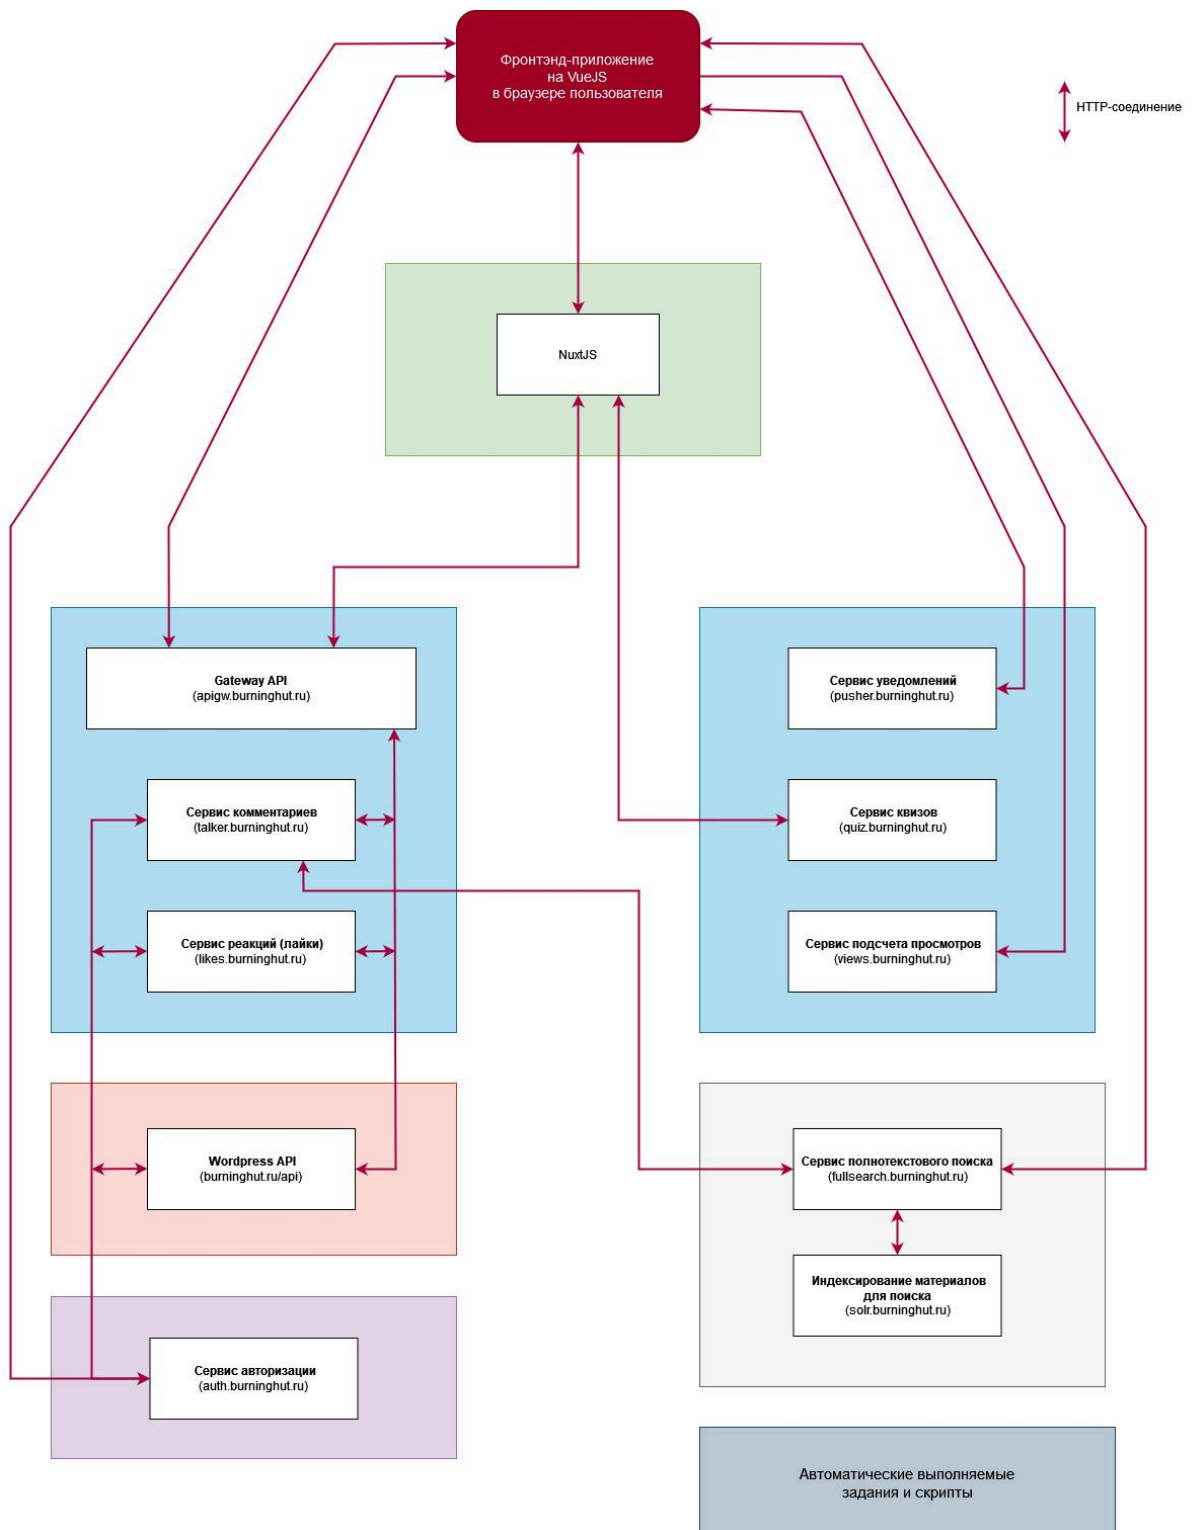 Фронтэнд-приложение
на VueJS
в браузере пользователя
HTTP-соединение
NuxtJS
Gateway API
(apigw.burninghut.ru)
Сервис комментариев
(talker.burninghut.ru)
Сервис реакций (лайки)
(likes.burninghut.ru)
Сервис уведомлений
(pusher.burninghut.ru)
Сервис квизов
(quiz.burninghut.ru)
Сервис подсчета просмотров
(views.burninghut.ru)
Wordpress API
(burninghut.ru/api)
Сервис полнотекстового поиска
(fullsearch.burninghut.ru)
Индексирование материалов
для поиска
(solr.burninghut.ru)
Сервис авторизации
(auth.burninghut.ru)
Автоматические выполняемые
задания и скрипты